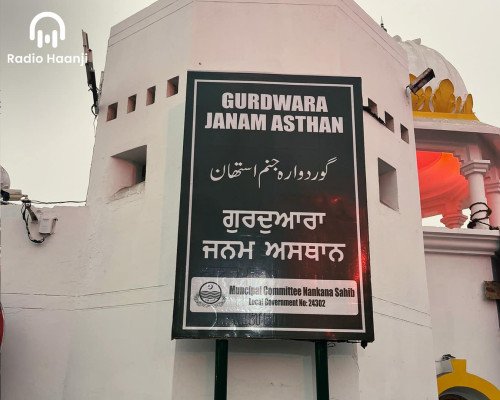 Radio Haanji
GURDWARA
JANAM ASTHAN
گوردوارہ جنم استھان
ਗੁਰਦੁਆਰਾ
ਜਨਮ ਅਸਥਾਨ
Muncipal Committee Nankana Sahib
Local Government No: 24302